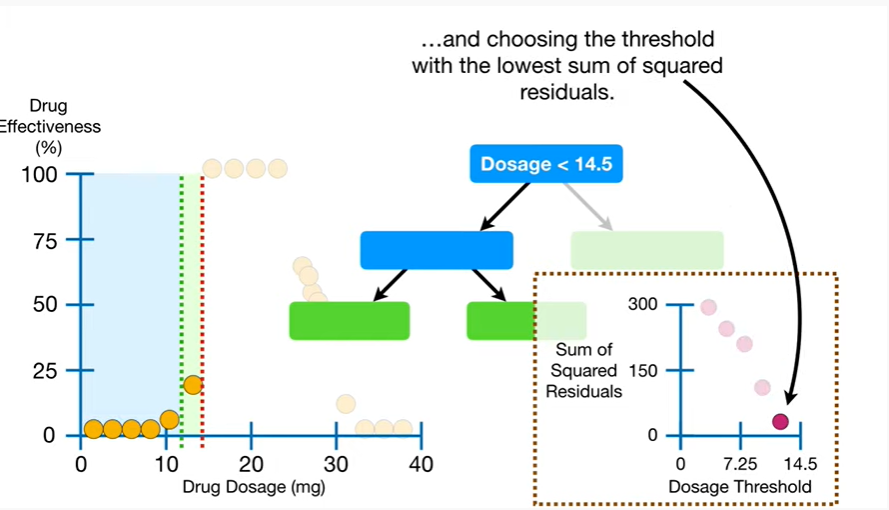 …and choosing the threshold
with the lowest sum of squared
residuals.
Drug
Effectiveness
(%)
100
75
50
25
0
0 10 20 30 40
Drug Dosage (mg)
Dosage < 14.5
Sum of
Squared
Residuals
300
150
0
0 7.25 14.5
Dosage Threshold